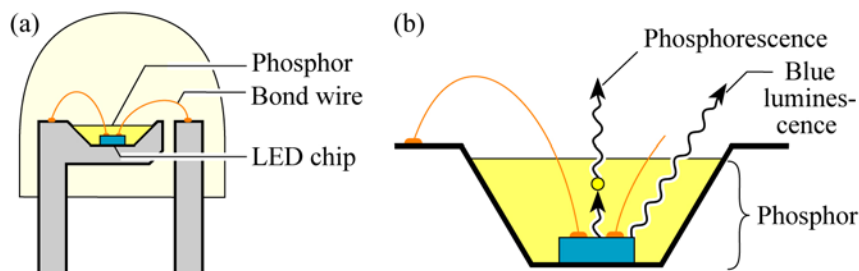 (a)
Phosphor
Bond wire
LED chip
(b)
Phosphorescence
Blue
lumines-
cence
Phosphor